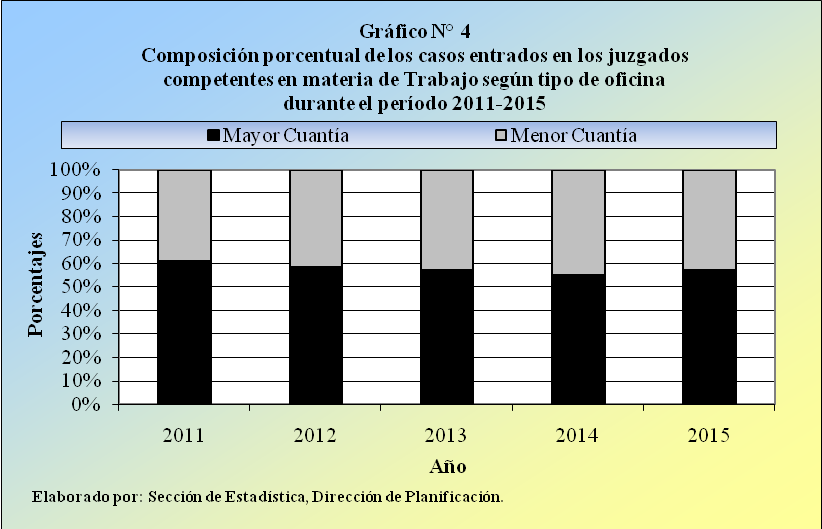 Gráfico N° 4
Composición porcentual de los casos entrados en los juzgados
competentes en materia de Trabajo según tipo de oficina
durante el período 2011-2015
Mayor Cuantía Menor Cuantía
100%
90%
80%
70%
60%
50%
40%
30%
20%
10%
0%
Porcentajes
2011 2012 2013 2014 2015
Año
Elaborado por: Sección de Estadística, Dirección de Planificación.